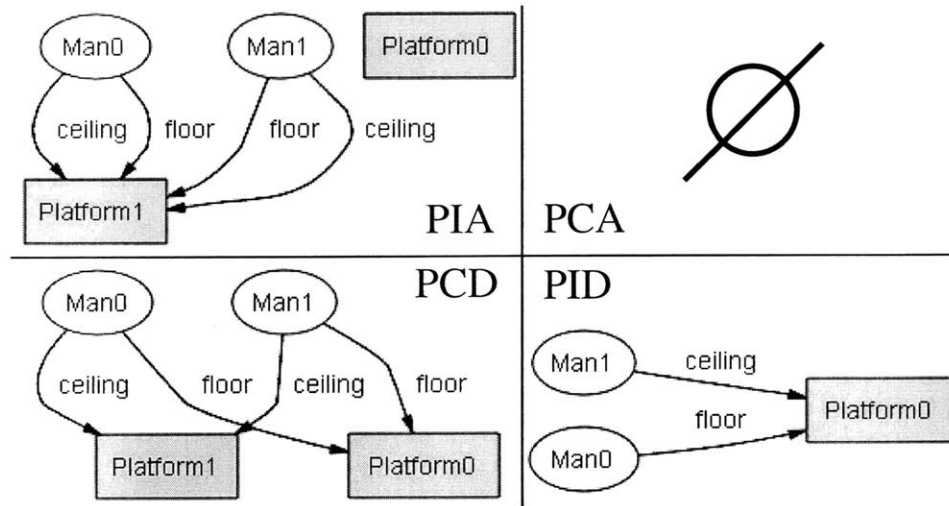 Man0 Man1 Platform0
ceiling floor floor ceiling
Platform1
PIA PCA
PCD PID
Man0 Man1
ceiling floor ceiling floor
Platform1 Platform0
Man1 ceiling
Platform0
floor
Man0